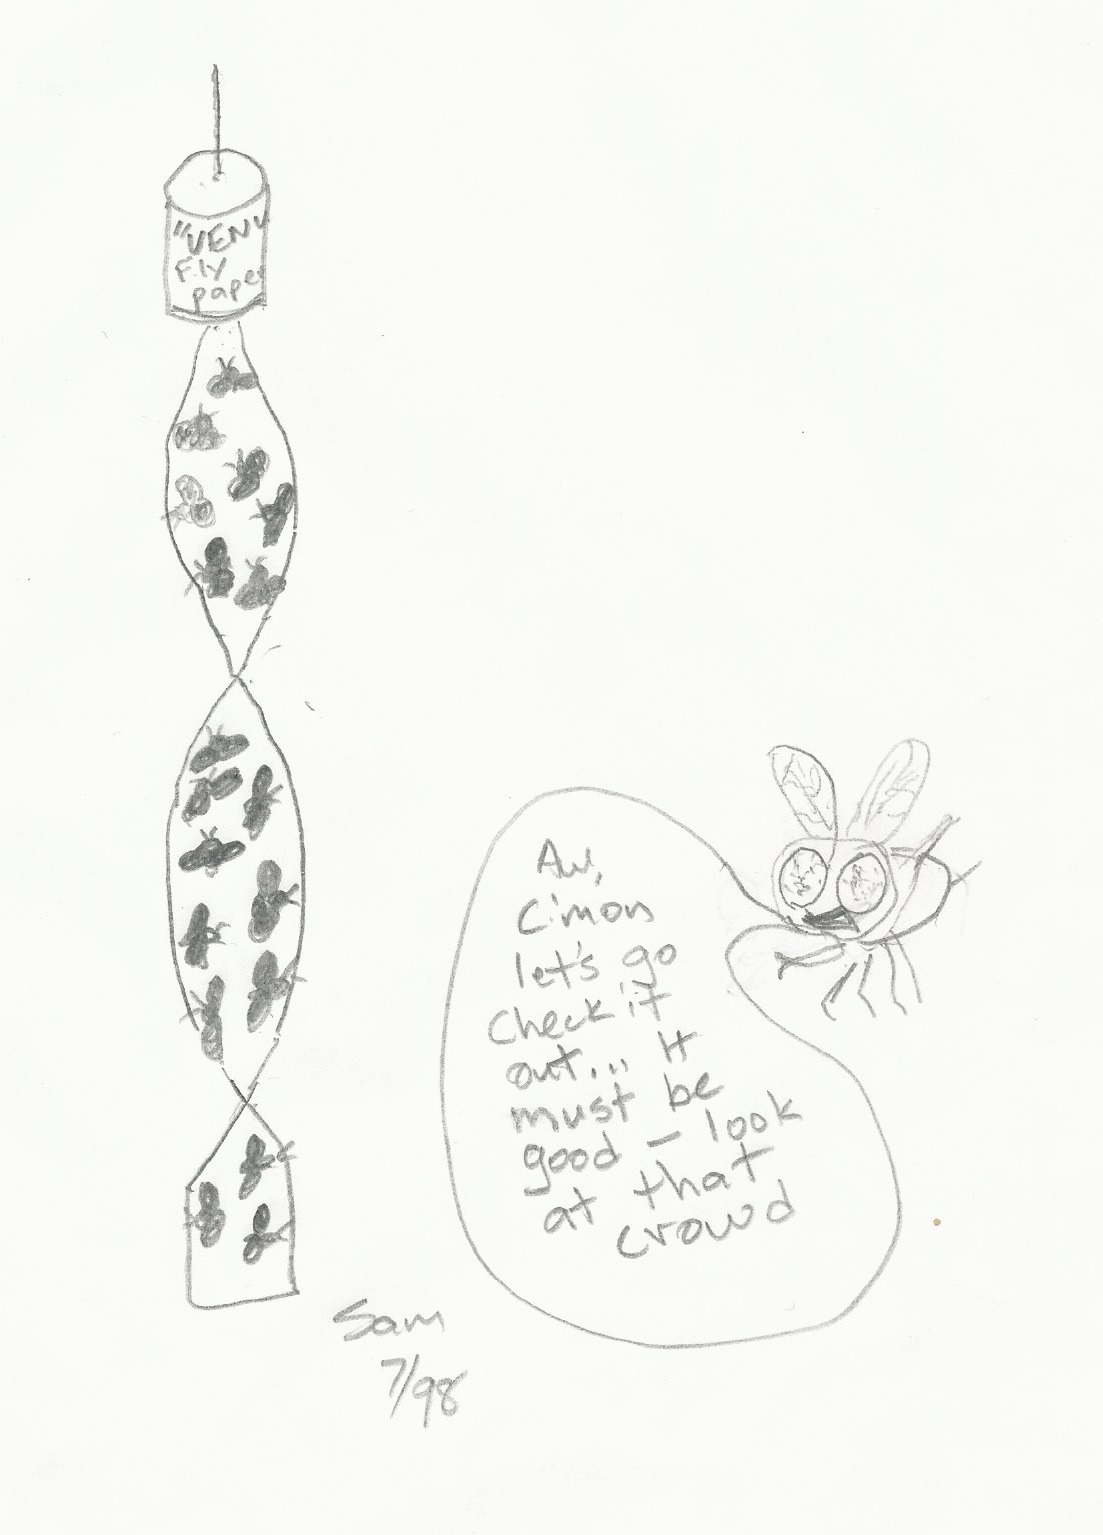 "VENU
Fly
paper
Aw,
c'mon
let's go
check it
out... It
must be
good - look
at that
crowd
Sam
7/98